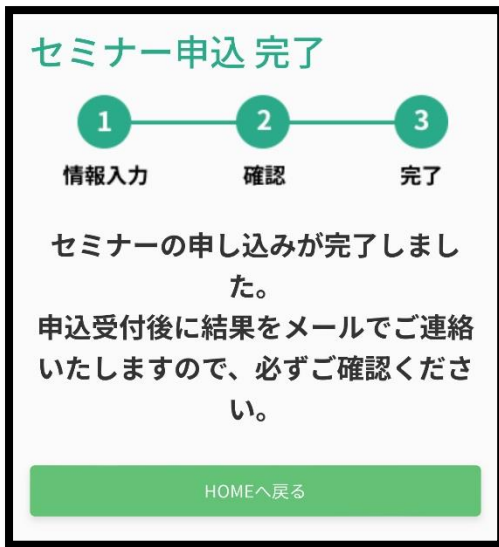 セミナー申込 完了
1 2 3
情報入力 確認 完了
セミナーの申し込みが完了しまし
た。
申込受付後に結果をメールでご連絡
いたしますので、必ずご確認くださ
い。
HOMEへ戻る